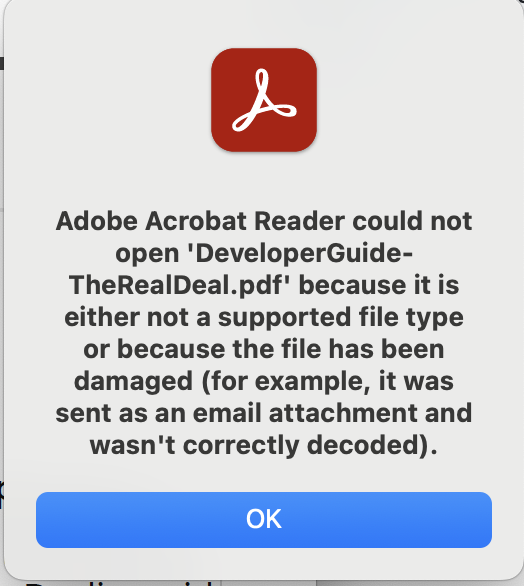 Adobe Acrobat Reader could not
open 'DeveloperGuide-
TheRealDeal.pdf' because it is
either not a supported file type
or because the file has been
damaged (for example, it was
sent as an email attachment and
wasn't correctly decoded).
OK